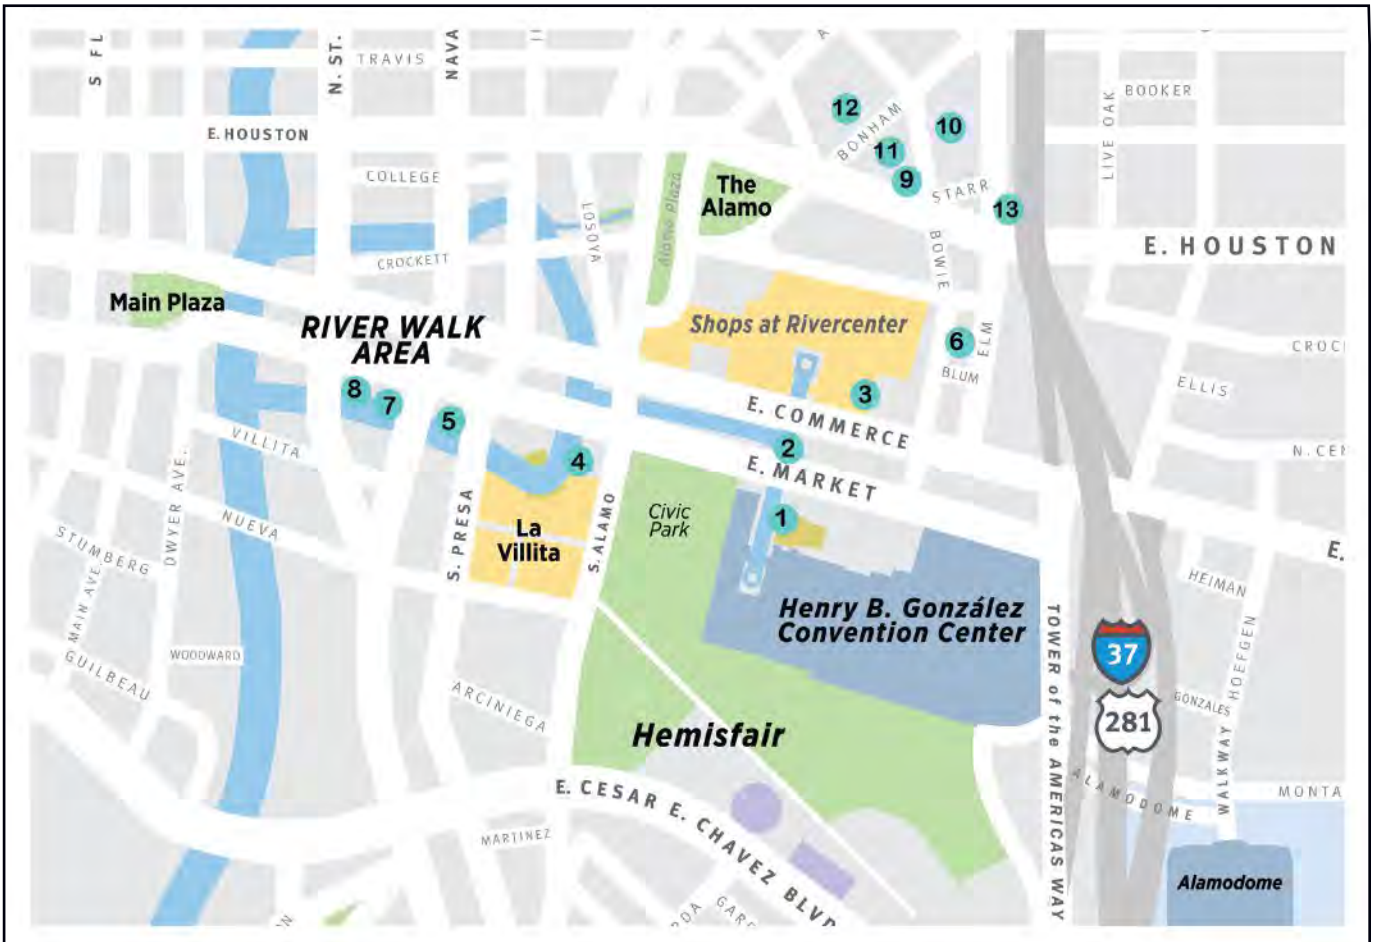 S FL
N. ST.
NAVA
TRAVIS
BOOKER
LIVE OAK
12
BONHAM
10
E. HOUSTON
11
COLLEGE
9
STARR
13
The
Alamo
Alamo Plaza
LOSOYA
BOWIE
E. HOUSTON
CROCKETT
Main Plaza
RIVER WALK
AREA
Shops at Rivercenter
6
ELM
BLUM
CROCI
ELLIS
8
7
5
3
E. COMMERCE
VILLITA
2
E. MARKET
N. CEN
4
DWYER AVE.
NUEVA
S. PRESA
La
Villita
S. ALAMO
Civic
Park
1
E.
STUMBERG
MAIN AVE.
HEIMAN
Henry B. González
Convention Center
TOWER of the AMERICAS WAY
37
HOEFGEN
WOODWARD
GUILBEAU
ARCINIEGA
GONZALES
281
Hemisfair
WALKWAY
ALAMODOME
MONTA
E. CESAR E. CHAVEZ BLVD
MARTINEZ
Alamodome
GARD